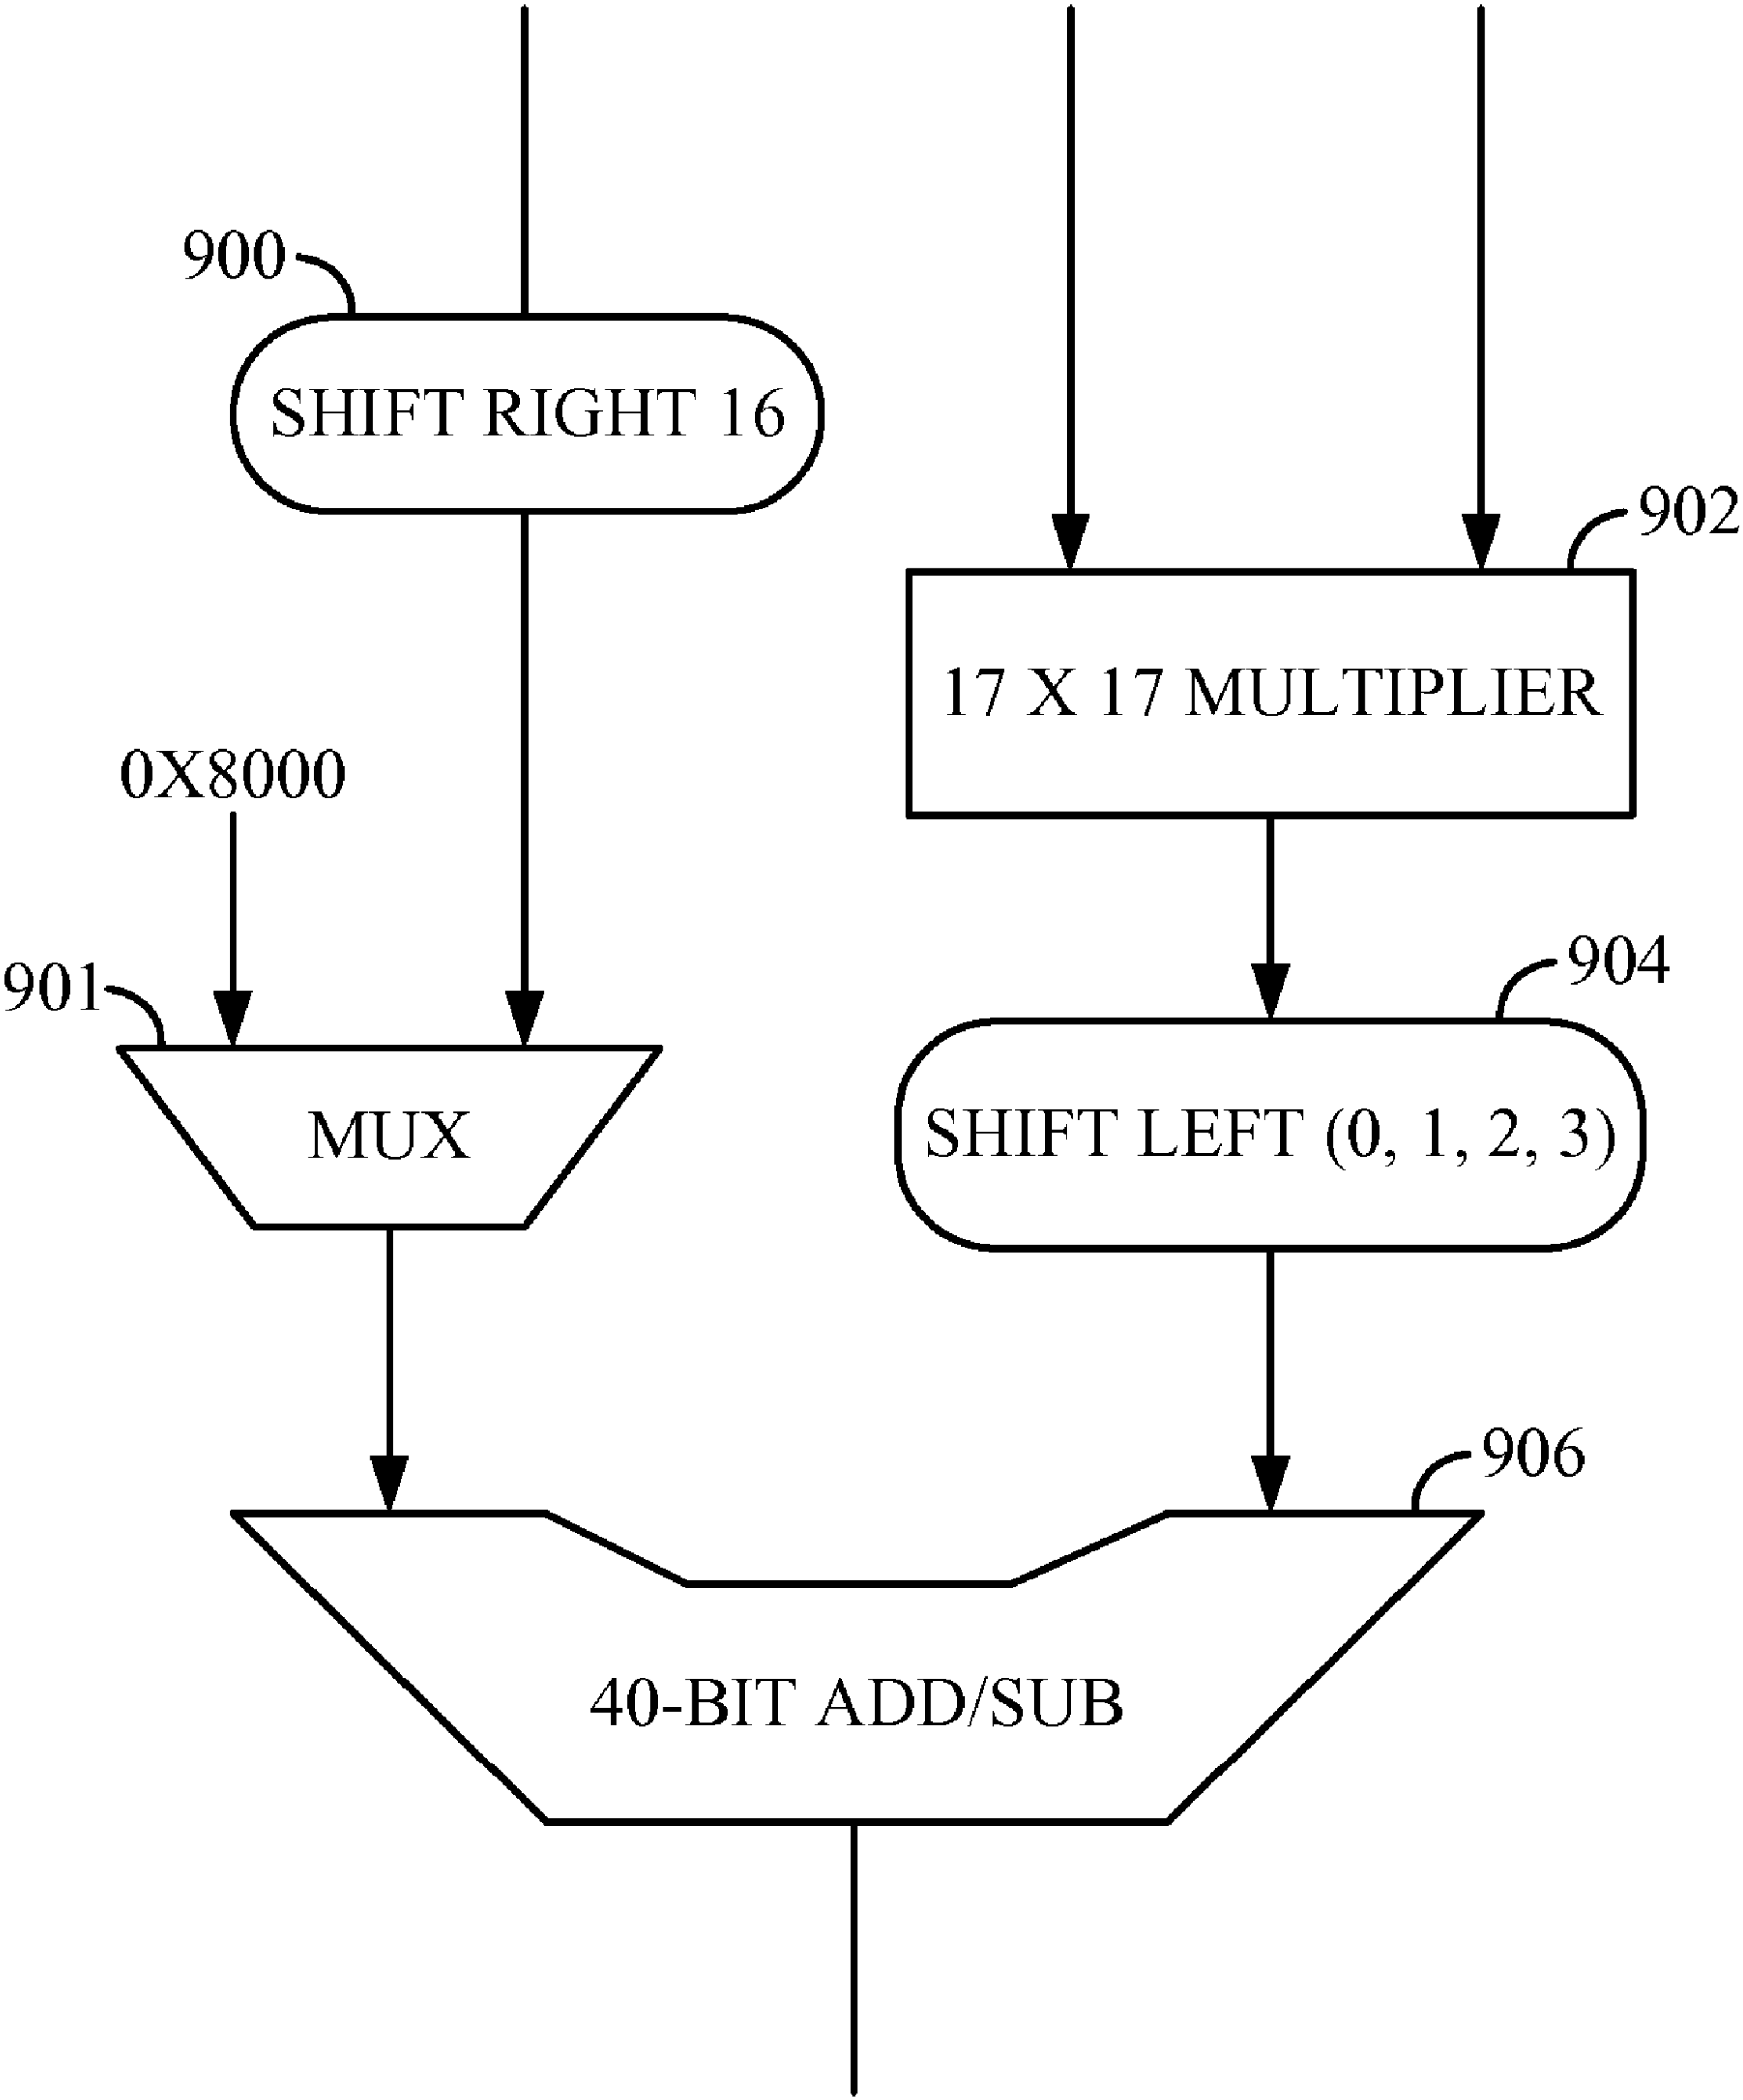 900
SHIFT RIGHT 16
902
17 X 17 MULTIPLIER
0X8000
901
904
MUX
SHIFT LEFT (0, 1, 2, 3)
906
40-BIT ADD/SUB